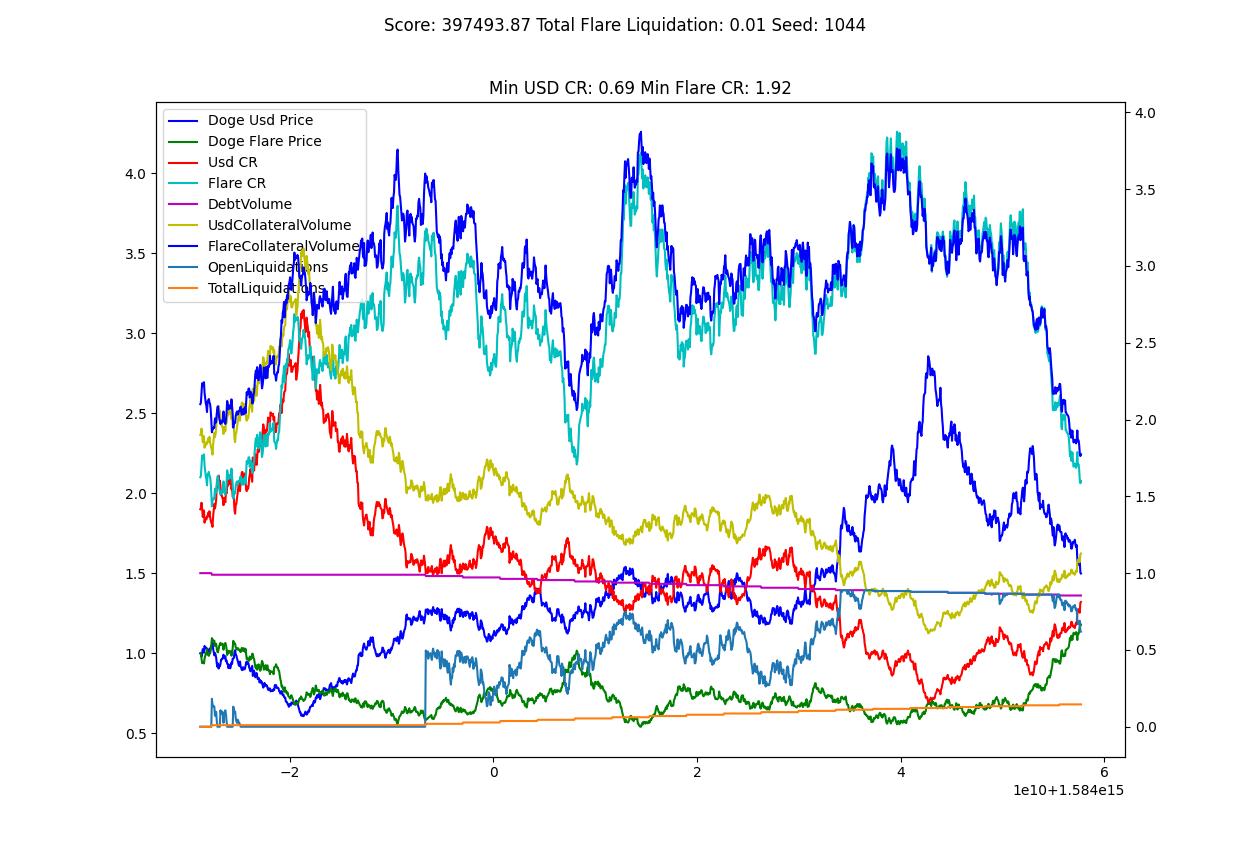 Score: 397493.87 Total Flare Liquidation: 0.01 Seed: 1044
Min USD CR: 0.69 Min Flare CR: 1.92
Doge Usd Price
Doge Flare Price
Usd CR
Flare CR
DebtVolume
UsdCollateralVolume
FlareCollateralVolume
OpenLiquidations
TotalLiquidations
4.0
3.5
3.0
2.5
2.0
1.5
1.0
0.5
4.0
3.5
3.0
2.5
2.0
1.5
1.0
0.5
0.0
−2 0 2 4 6
1e10+1.584e15